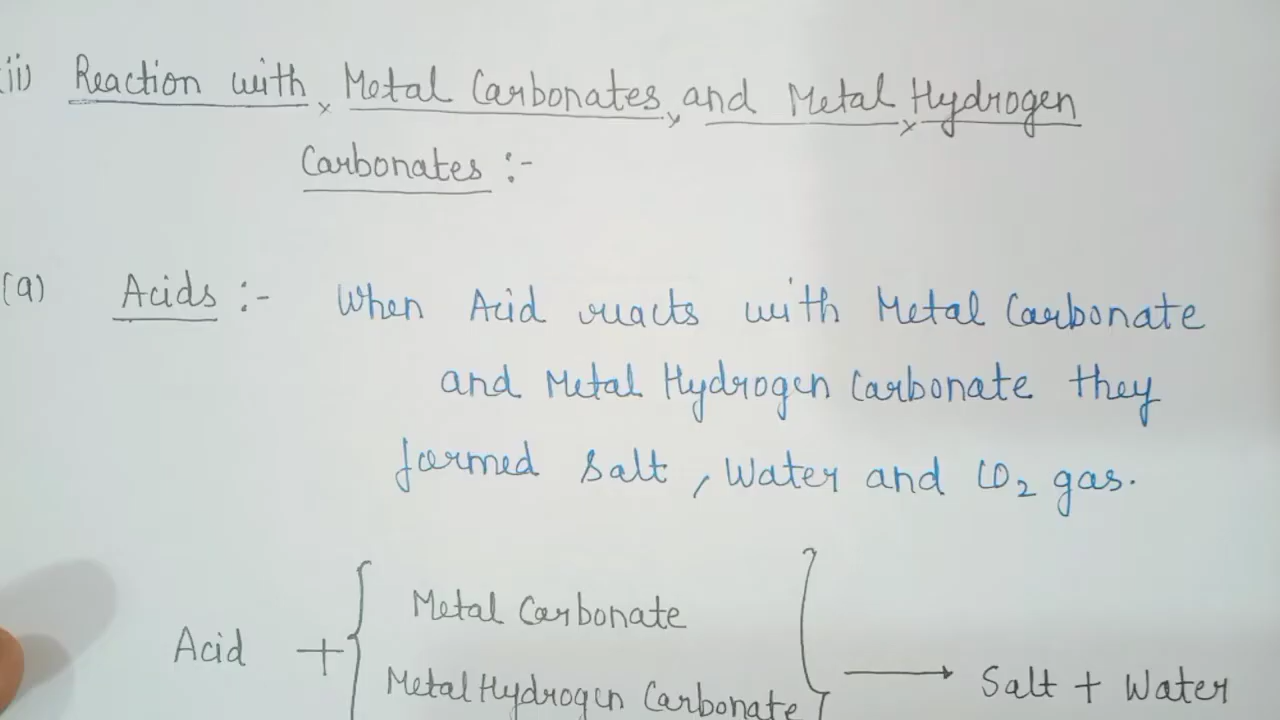 (ii) Reaction with Metal Carbonates and Metal Hydrogen
Carbonates :-
(a) Acids :- When Acid reacts with Metal Carbonate
and Metal Hydrogen Carbonate they
formed Salt, Water and CO₂ gas.
Metal Carbonate
Acid + { } → Salt + Water
Metal Hydrogen Carbonate